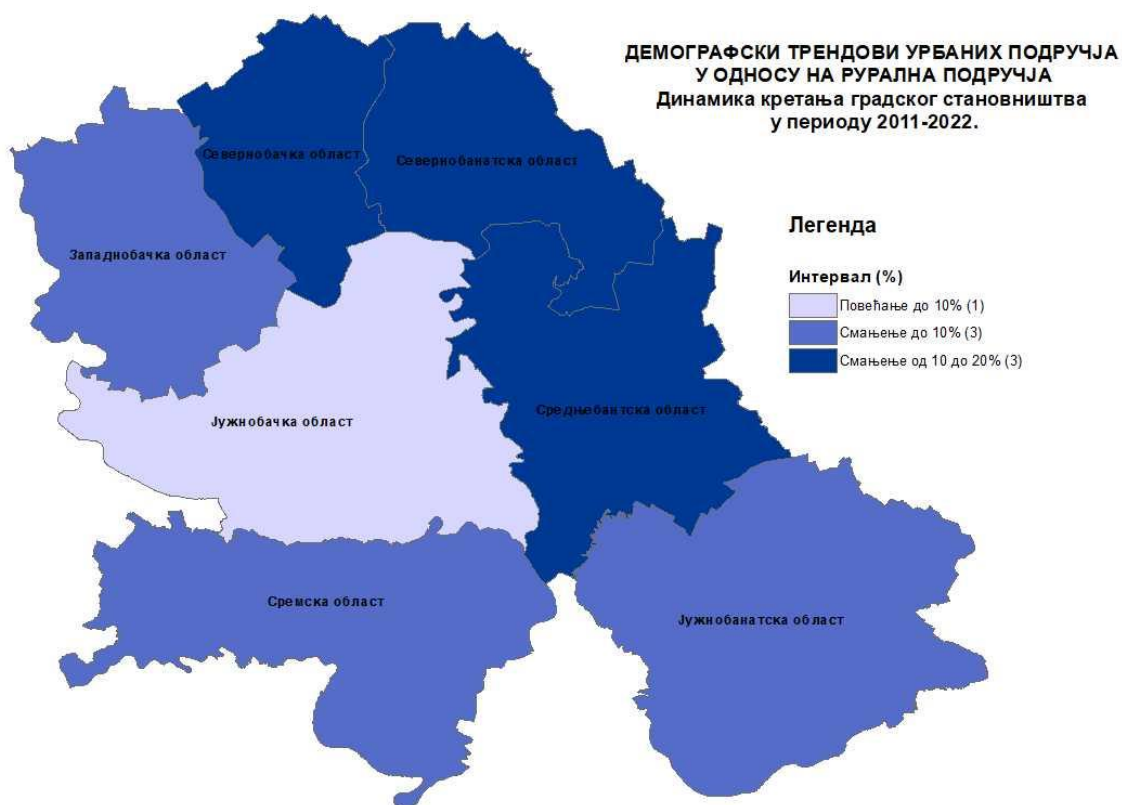 ДЕМОГРАФСКИ ТРЕНДОВИ УРБАНИХ ПОДРУЧЈА
У ОДНОСУ НА РУРАЛНА ПОДРУЧЈА
Динамика кретања градског становништва
у периоду 2011-2022.
Севернобачка област
Севернобанатска област
Западнобачка област
Јужнобачка област
Средњебантска област
Сремска област
Јужнобанатска област
Легенда
Интервал (%)
Повећање до 10% (1)
Смањење до 10% (3)
Смањење од 10 до 20% (3)